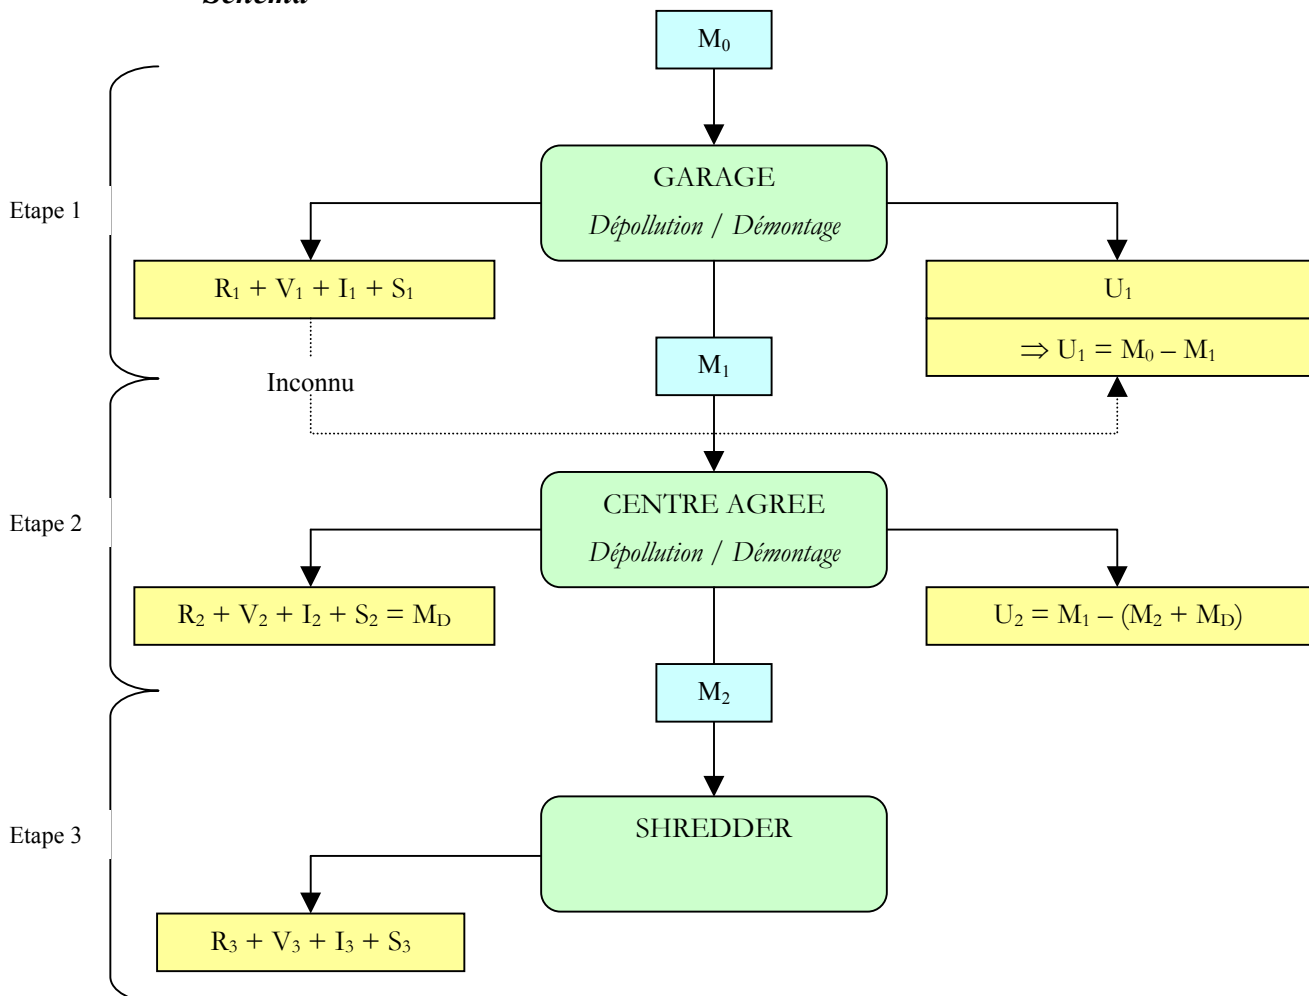 Schéma
M₀
GARAGE
Dépollution / Démontage
Etape 1
R₁ + V₁ + I₁ + S₁
U₁
⇒ U₁ = M₀ – M₁
M₁
Inconnu
CENTRE AGREE
Dépollution / Démontage
Etape 2
R₂ + V₂ + I₂ + S₂ = M_D
U₂ = M₁ – (M₂ + M_D)
M₂
SHREDDER
Etape 3
R₃ + V₃ + I₃ + S₃